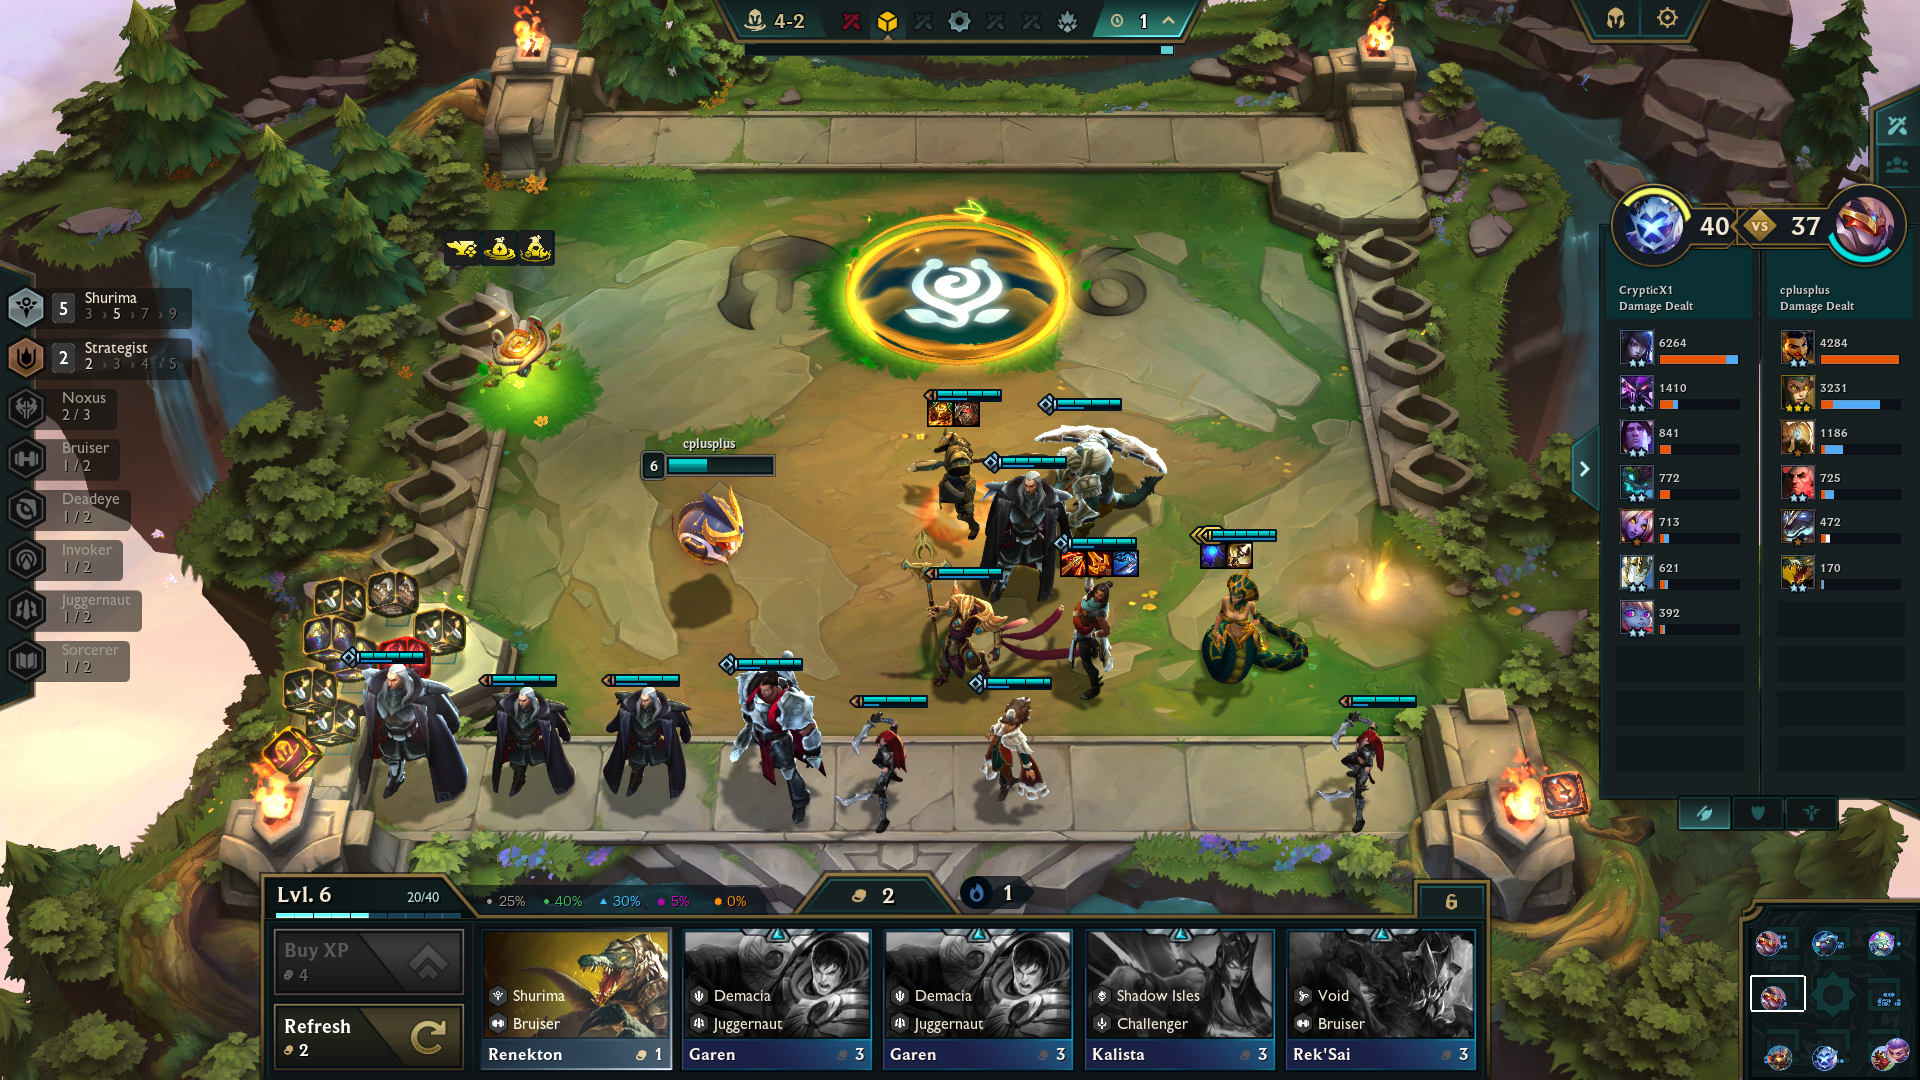 4-2
1
40
VS
37
CrypticX1
Damage Dealt
cplusplus
Damage Dealt
6264
4284
1410
3231
841
1186
772
725
713
472
621
170
392
5
Shurima
3 › 5 › 7 › 9
2
Strategist
2 › 3 › 4 › 5
Noxus
2 / 3
Bruiser
1 / 2
Deadeye
1 / 2
Invoker
1 / 2
Juggernaut
1 / 2
Sorcerer
1 / 2
cplusplus
6
Lvl. 6
20/40
25%
40%
30%
5%
0%
2
1
6
Buy XP
4
Refresh
2
Shurima
Bruiser
Renekton
1
Demacia
Juggernaut
Garen
3
Demacia
Juggernaut
Garen
3
Shadow Isles
Challenger
Kalista
3
Void
Bruiser
Rek'Sai
3